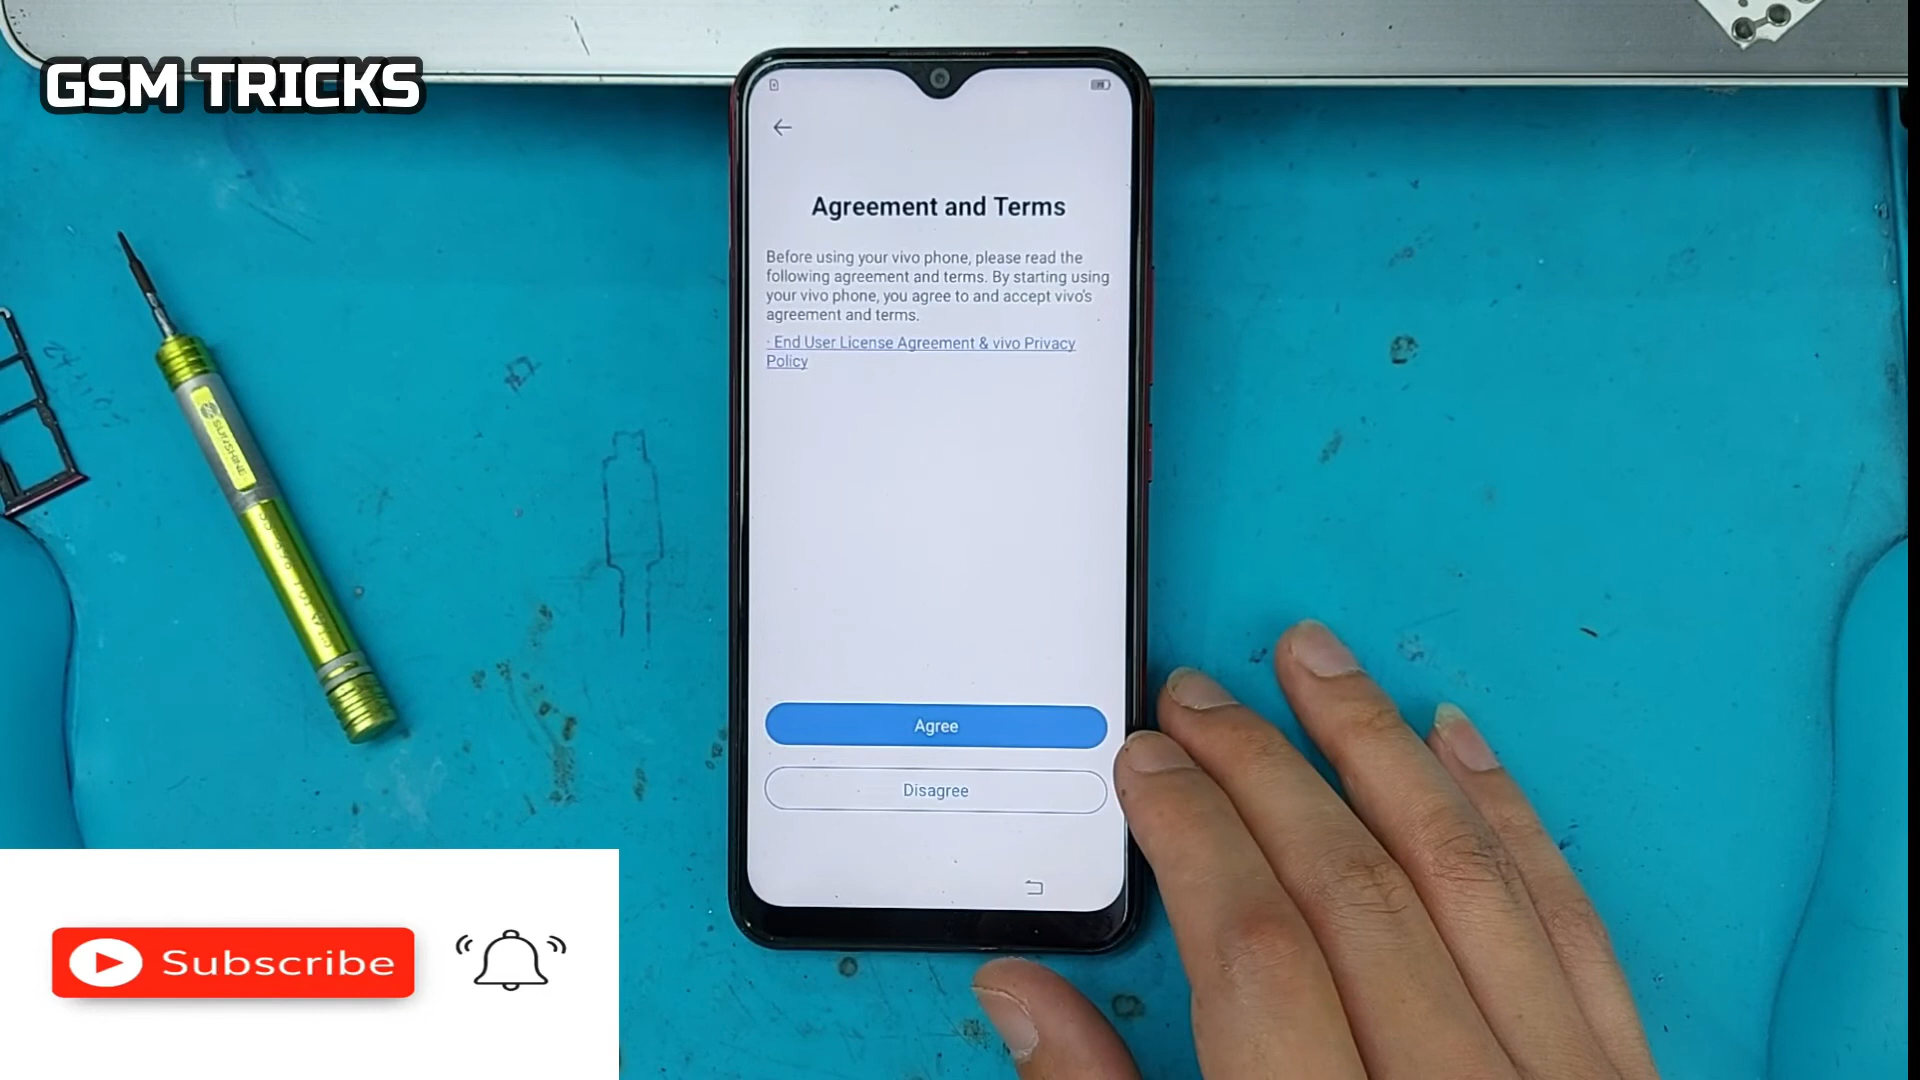 GSM TRICKS
Agreement and Terms
Before using your vivo phone, please read the
following agreement and terms. By starting using
your vivo phone, you agree to and accept vivo's
agreement and terms.
· End User License Agreement & vivo Privacy
Policy
SUNSHINE
Agree
Disagree
Subscribe